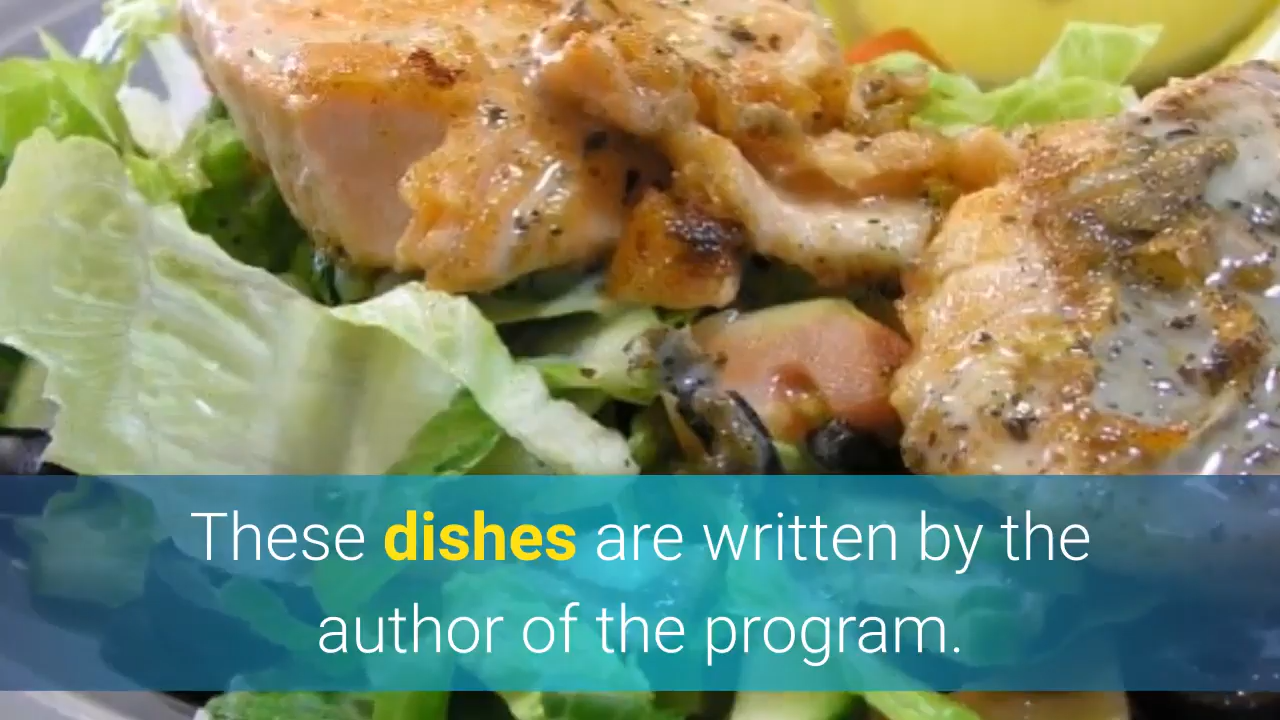 These dishes are written by the
author of the program.